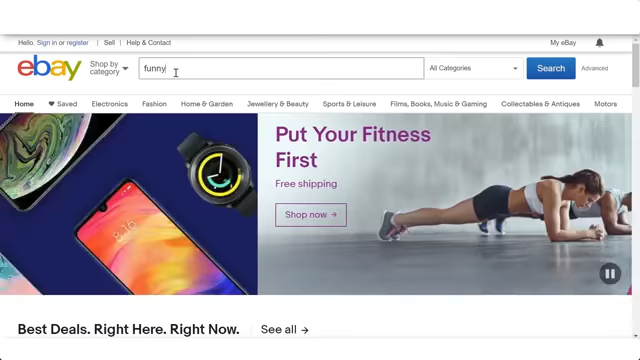 Hello. Sign in or register | Sell | Help & Contact My eBay
ebay Shop by category funny All Categories Search Advanced
Home Saved Electronics Fashion Home & Garden Jewellery & Beauty Sports & Leisure Films, Books, Music & Gaming Collectables & Antiques Motors
Put Your Fitness
First
Free shipping
Shop now →
8:16
Best Deals. Right Here. Right Now. See all →